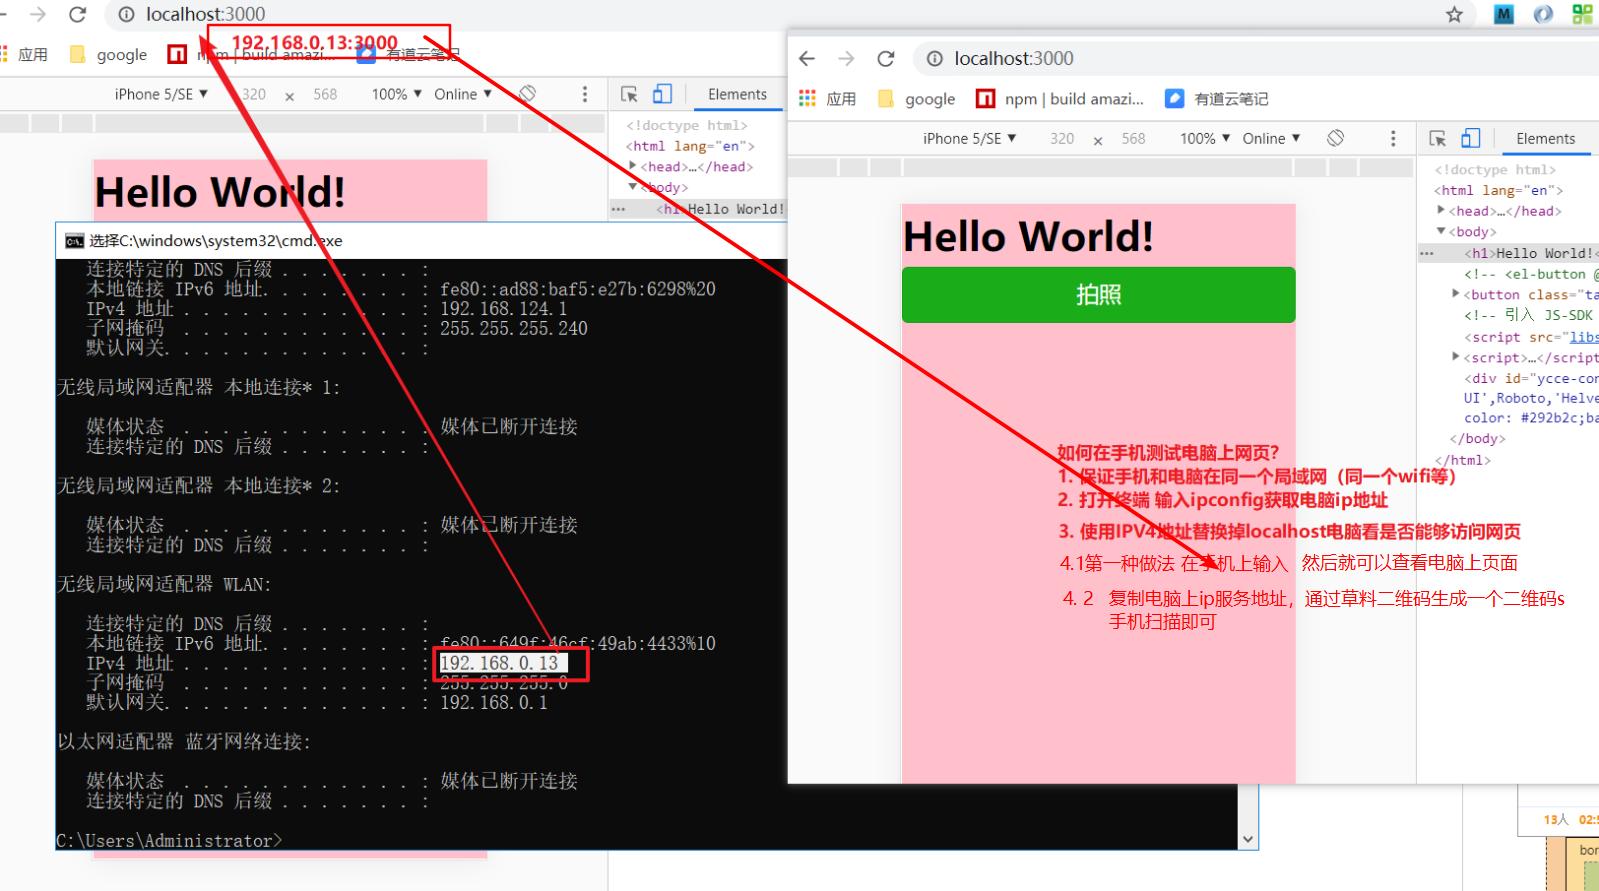 localhost:3000
192.168.0.13:3000
应用 google npm | build amazi... 有道云笔记
iPhone 5/SE ▼ 320 × 568 100% ▼ Online ▼ Elements
<!doctype html>
<html lang="en">
<head>…</head>
<body>
<h1>Hello World!
Hello World!
选择C:\windows\system32\cmd.exe
连接特定的 DNS 后缀 . . . . . . . :
本地链接 IPv6 地址. . . . . . . . : fe80::ad88:baf5:e27b:6298%20
IPv4 地址 . . . . . . . . . . . . : 192.168.124.1
子网掩码 . . . . . . . . . . . . : 255.255.255.240
默认网关. . . . . . . . . . . . . :
无线局域网适配器 本地连接* 1:
媒体状态 . . . . . . . . . . . . : 媒体已断开连接
连接特定的 DNS 后缀 . . . . . . . :
无线局域网适配器 本地连接* 2:
媒体状态 . . . . . . . . . . . . : 媒体已断开连接
连接特定的 DNS 后缀 . . . . . . . :
无线局域网适配器 WLAN:
连接特定的 DNS 后缀 . . . . . . . :
本地链接 IPv6 地址. . . . . . . . : fe80::649f:46cf:49ab:4433%10
IPv4 地址 . . . . . . . . . . . . : 192.168.0.13
子网掩码 . . . . . . . . . . . . : 255.255.255.0
默认网关. . . . . . . . . . . . . : 192.168.0.1
以太网适配器 蓝牙网络连接:
媒体状态 . . . . . . . . . . . . : 媒体已断开连接
连接特定的 DNS 后缀 . . . . . . . :
C:\Users\Administrator>
localhost:3000
应用 google npm | build amazi... 有道云笔记
iPhone 5/SE ▼ 320 × 568 100% ▼ Online ▼ Elements
Hello World!
拍照
<!doctype html>
<html lang="en">
<head>…</head>
<body>
<h1>Hello World!<
<!-- <el-button @
<button class="ta
<!-- 引入 JS-SDK
<script src="libs
<script>…</script
<div id="ycce-con
UI',Roboto,'Helve
color: #292b2c;ba
</body>
</html>
如何在手机测试电脑上网页?
1. 保证手机和电脑在同一个局域网（同一个wifi等）
2. 打开终端 输入ipconfig获取电脑ip地址
3. 使用IPV4地址替换掉localhost电脑看是否能够访问网页
4.1第一种做法 在手机上输入 然后就可以查看电脑上页面
4. 2 复制电脑上ip服务地址，通过草料二维码生成一个二维码s
手机扫描即可
13人
bor